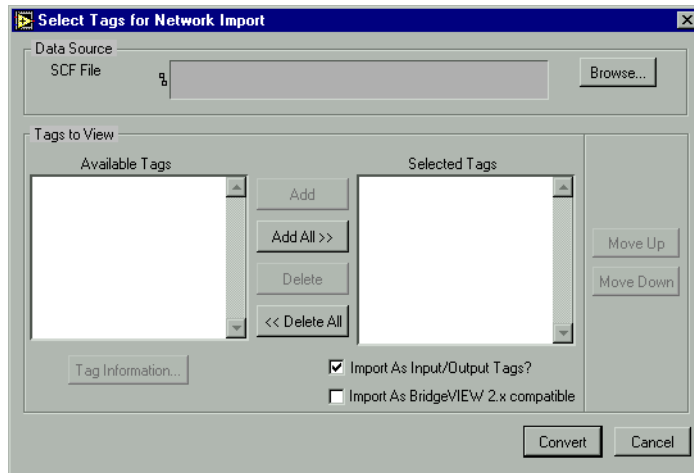 Select Tags for Network Import
Data Source
SCF File
Browse...
Tags to View
Available Tags
Selected Tags
Add
Add All >>
Delete
<< Delete All
Move Up
Move Down
Tag Information...
Import As Input/Output Tags?
Import As BridgeVIEW 2.x compatible
Convert
Cancel